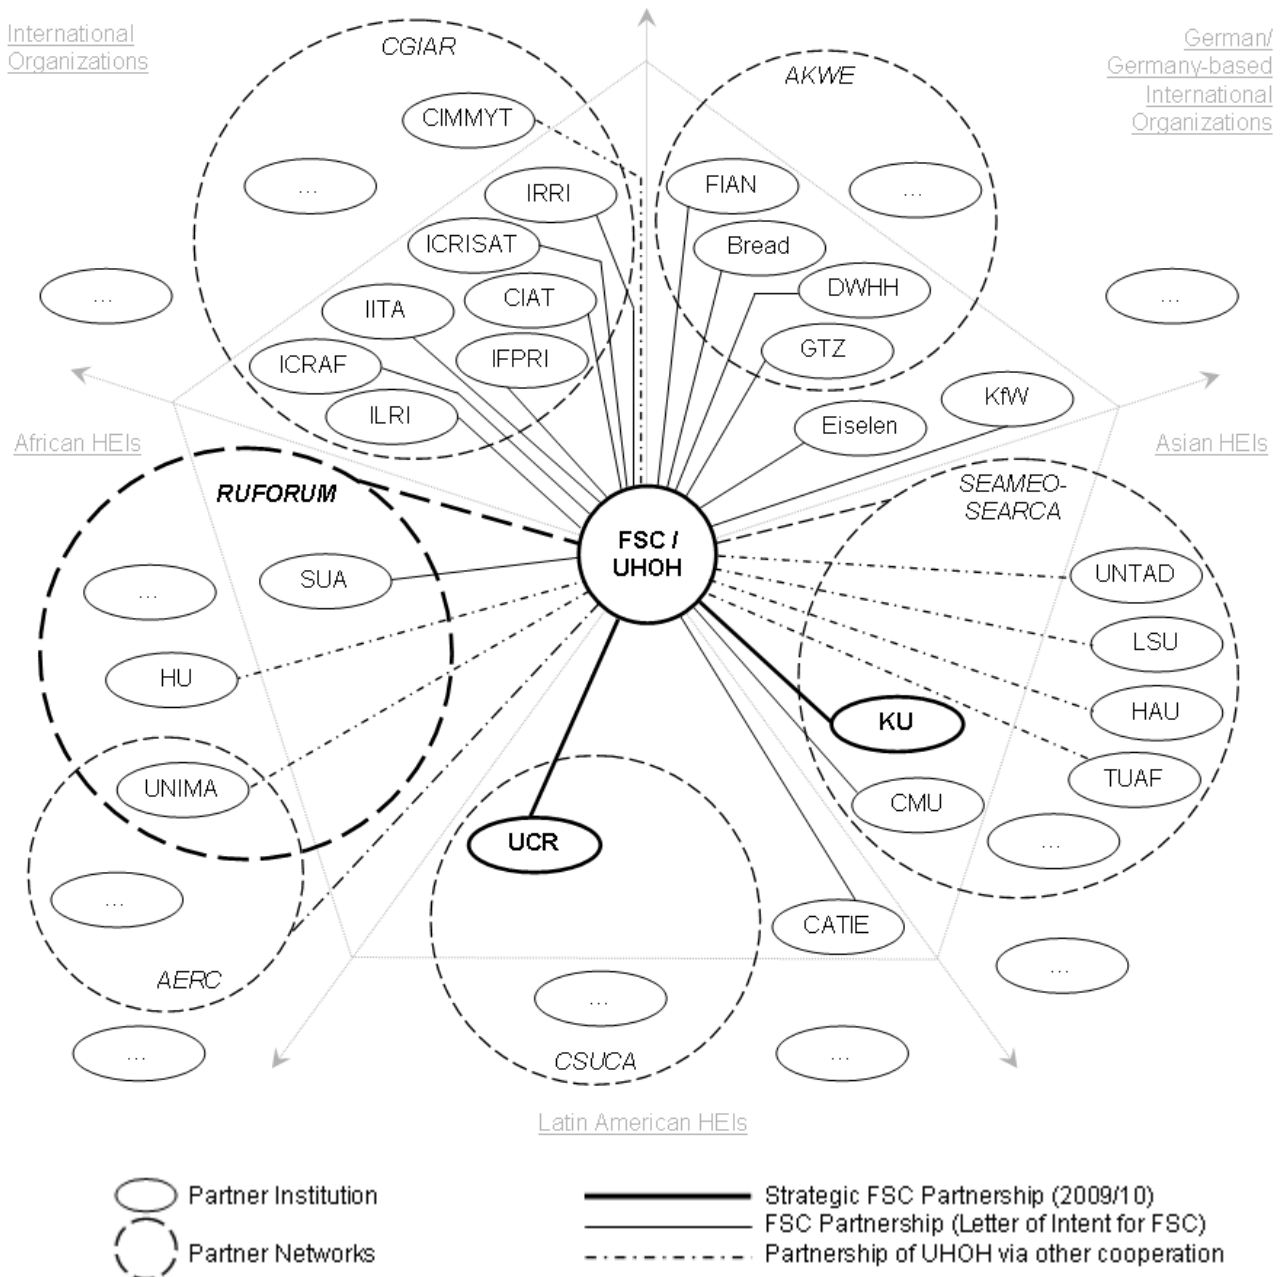 International
Organizations
CGIAR
German/
Germany-based
International
Organizations
AKWE
CIMMYT
...
IRRI
FIAN
...
ICRISAT
Bread
...
IITA
CIAT
DWHH
...
ICRAF
IFPRI
GTZ
ILRI
Eiselen
KfW
African HEIs
Asian HEIs
RUFORUM
SEAMEO-
SEARCA
FSC /
UHOH
SUA
...
UNTAD
LSU
HU
HAU
KU
UNIMA
TUAF
CMU
UCR
...
...
CATIE
AERC
...
...
CSUCA
...
...
Latin American HEIs
Partner Institution
Partner Networks
Strategic FSC Partnership (2009/10)
FSC Partnership (Letter of Intent for FSC)
Partnership of UHOH via other cooperation